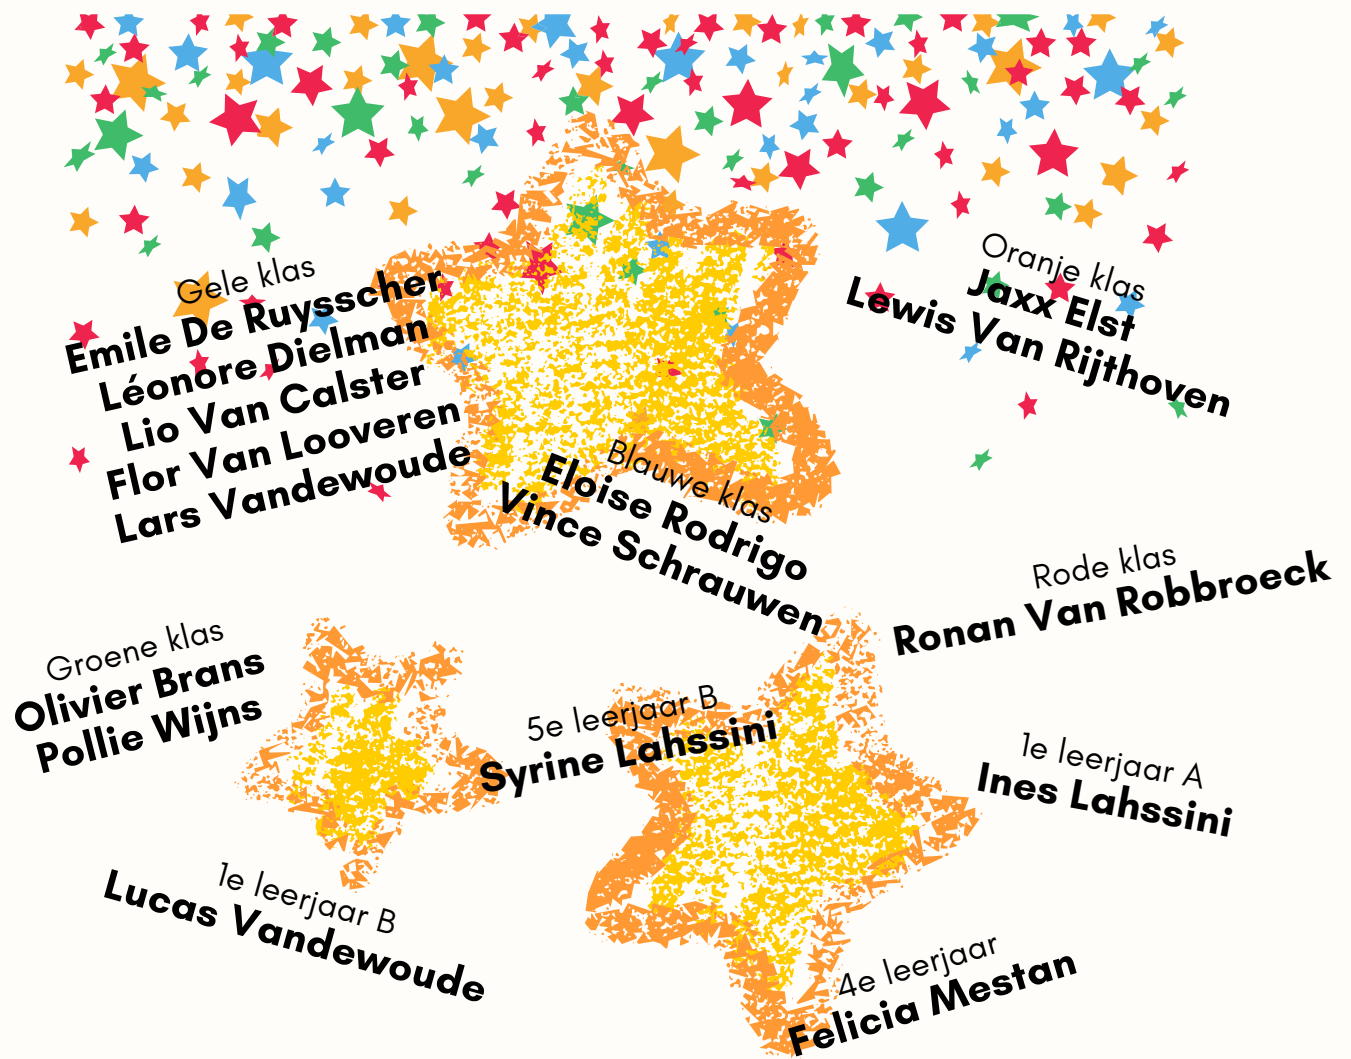 Gele klas
Emile De Ruysscher
Léonore Dielman
Lio Van Calster
Flor Van Looveren
Lars Vandewoude
Oranje klas
Jaxx Elst
Lewis Van Rijthoven
Blauwe klas
Eloise Rodrigo
Vince Schrauwen
Rode klas
Ronan Van Robbroeck
Groene klas
Olivier Brans
Pollie Wijns
5e leerjaar B
Syrine Lahssini
1e leerjaar A
Ines Lahssini
1e leerjaar B
Lucas Vandewoude
4e leerjaar
Felicia Mestan